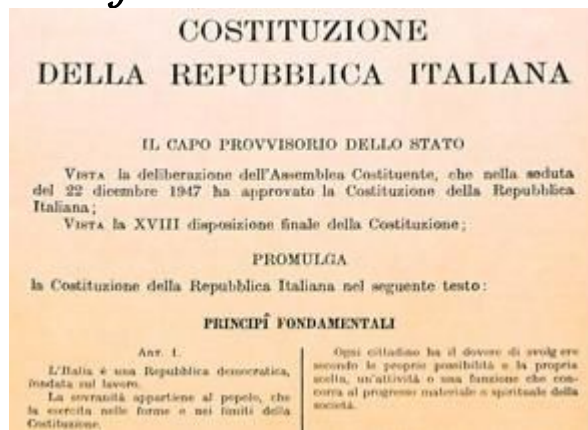 COSTITUZIONE
DELLA REPUBBLICA ITALIANA
IL CAPO PROVVISORIO DELLO STATO
VISTA la deliberazione dell'Assemblea Costituente, che nella seduta
del 22 dicembre 1947 ha approvato la Costituzione della Repubblica
Italiana;
VISTA la XVIII disposizione finale della Costituzione;
PROMULGA
la Costituzione della Repubblica Italiana nel seguente testo:
PRINCIPÎ FONDAMENTALI
ART. 1.
L'Italia è una Repubblica democratica,
fondata sul lavoro.
La sovranità appartiene al popolo, che
la esercita nelle forme e nei limiti della
Costituzione.
Ogni cittadino ha il dovere di svolgere
secondo le proprie possibilità e la propria
scelta, un'attività o una funzione che con-
corra al progresso materiale o spirituale della
società.